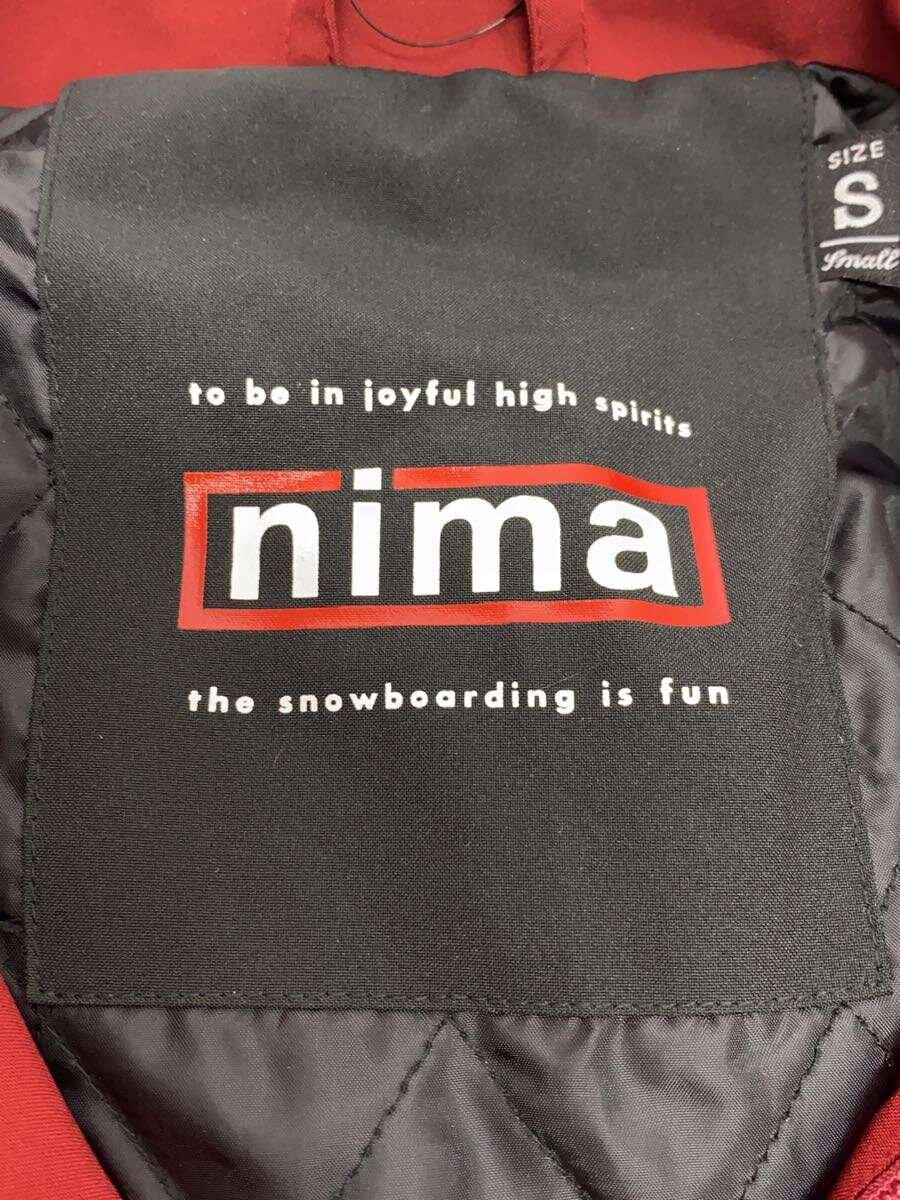 SIZE
S
Small
to be in joyful high spirits
nima
the snowboarding is fun